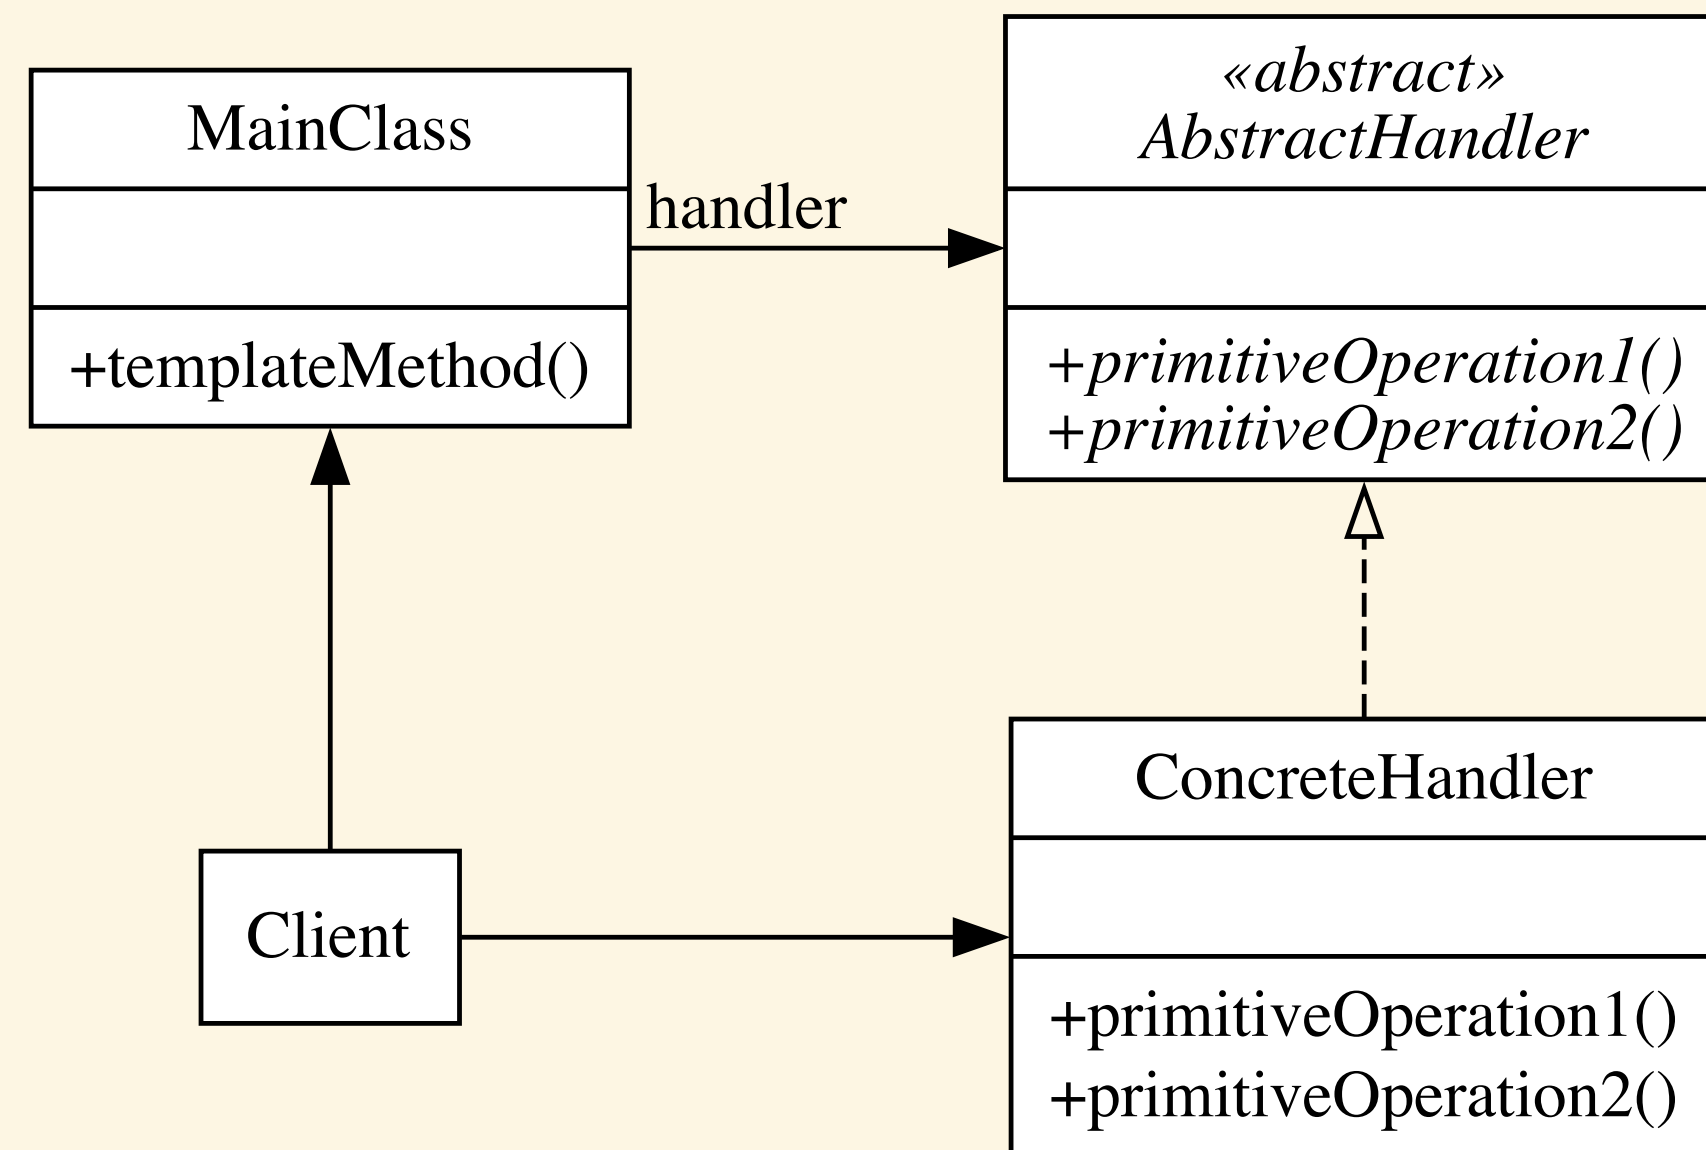 MainClass
+templateMethod()
handler
«abstract»
AbstractHandler
+primitiveOperation1()
+primitiveOperation2()
Client
ConcreteHandler
+primitiveOperation1()
+primitiveOperation2()